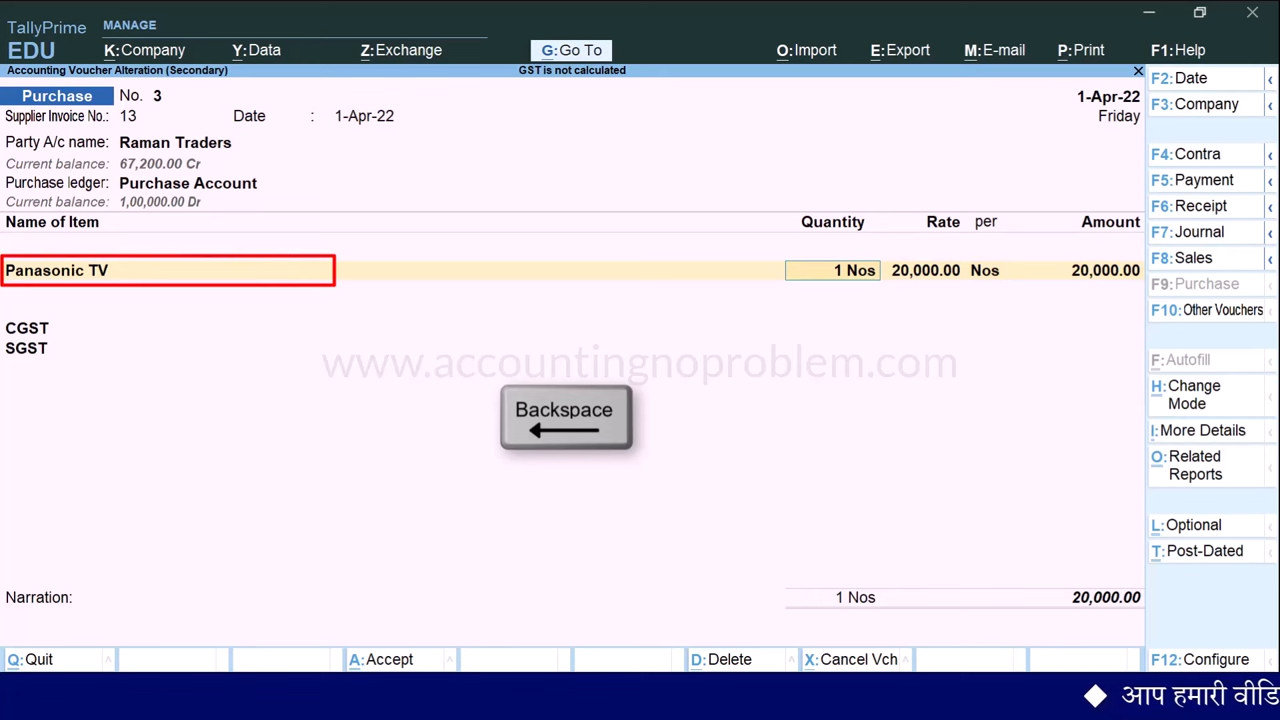 TallyPrime MANAGE
EDU K:Company Y:Data Z:Exchange G:Go To O:Import E:Export M:E-mail P:Print F1:Help
Accounting Voucher Alteration (Secondary) GST is not calculated
Purchase No. 3 1-Apr-22
Supplier Invoice No.: 13 Date : 1-Apr-22 Friday
Party A/c name: Raman Traders
Current balance: 67,200.00 Cr
Purchase ledger: Purchase Account
Current balance: 1,00,000.00 Dr
Name of Item Quantity Rate per Amount
Panasonic TV 1 Nos 20,000.00 Nos 20,000.00
CGST
SGST
www.accountingnoproblem.com
Backspace
Narration: 1 Nos 20,000.00
F2:Date
F3:Company
F4:Contra
F5:Payment
F6:Receipt
F7:Journal
F8:Sales
F9:Purchase
F10:Other Vouchers
F:Autofill
H:Change
Mode
I:More Details
O:Related
Reports
L:Optional
T:Post-Dated
Q:Quit A:Accept D:Delete X:Cancel Vch F12:Configure
आप हमारी वीडि